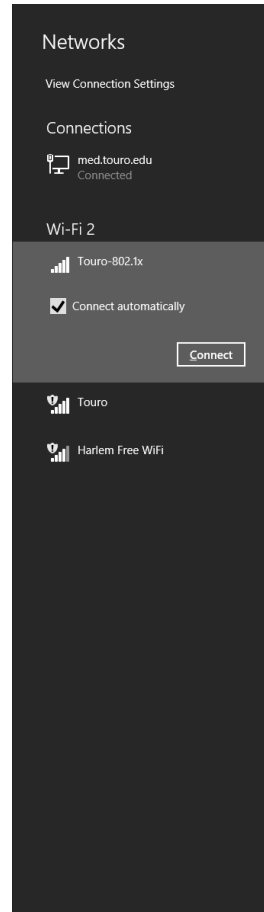 Networks
View Connection Settings
Connections
med.touro.edu
Connected
Wi-Fi 2
Touro-802.1x
Connect automatically
Connect
Touro
Harlem Free WiFi